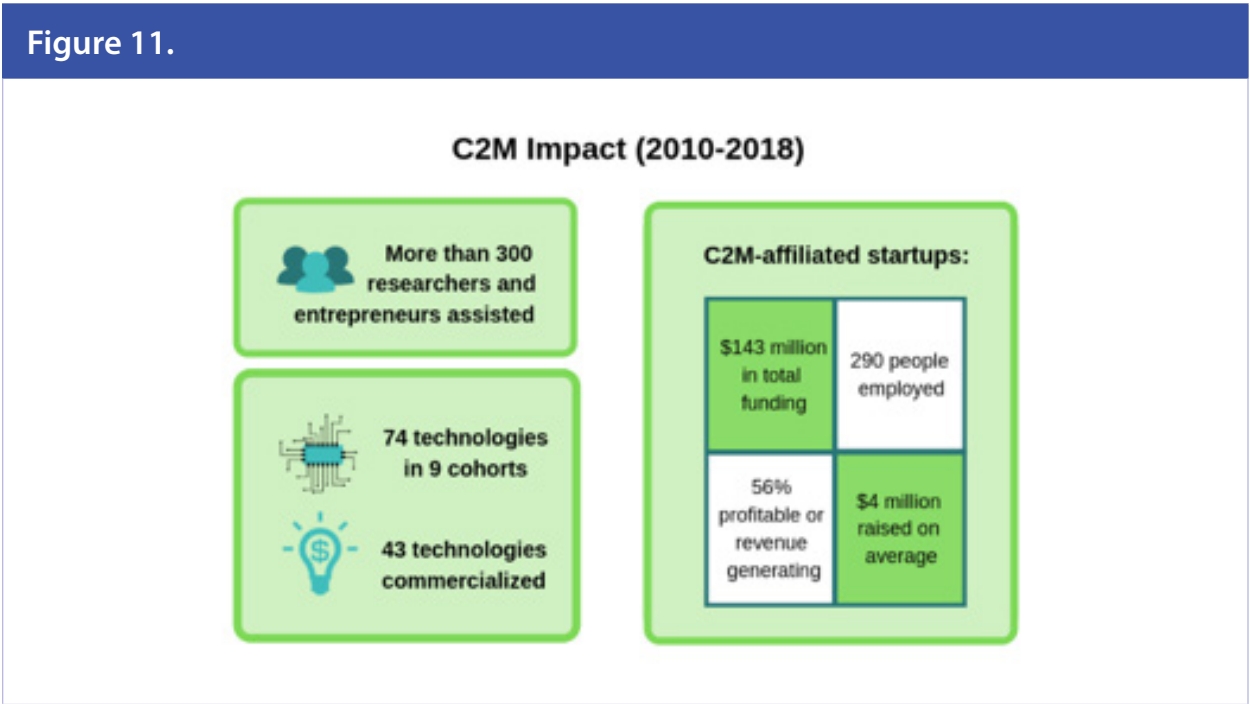 Figure 11.
C2M Impact (2010-2018)
More than 300
researchers and
entrepreneurs assisted
74 technologies
in 9 cohorts
$
43 technologies
commercialized
C2M-affiliated startups:
$143 million
in total
funding
290 people
employed
56%
profitable or
revenue
generating
$4 million
raised on
average